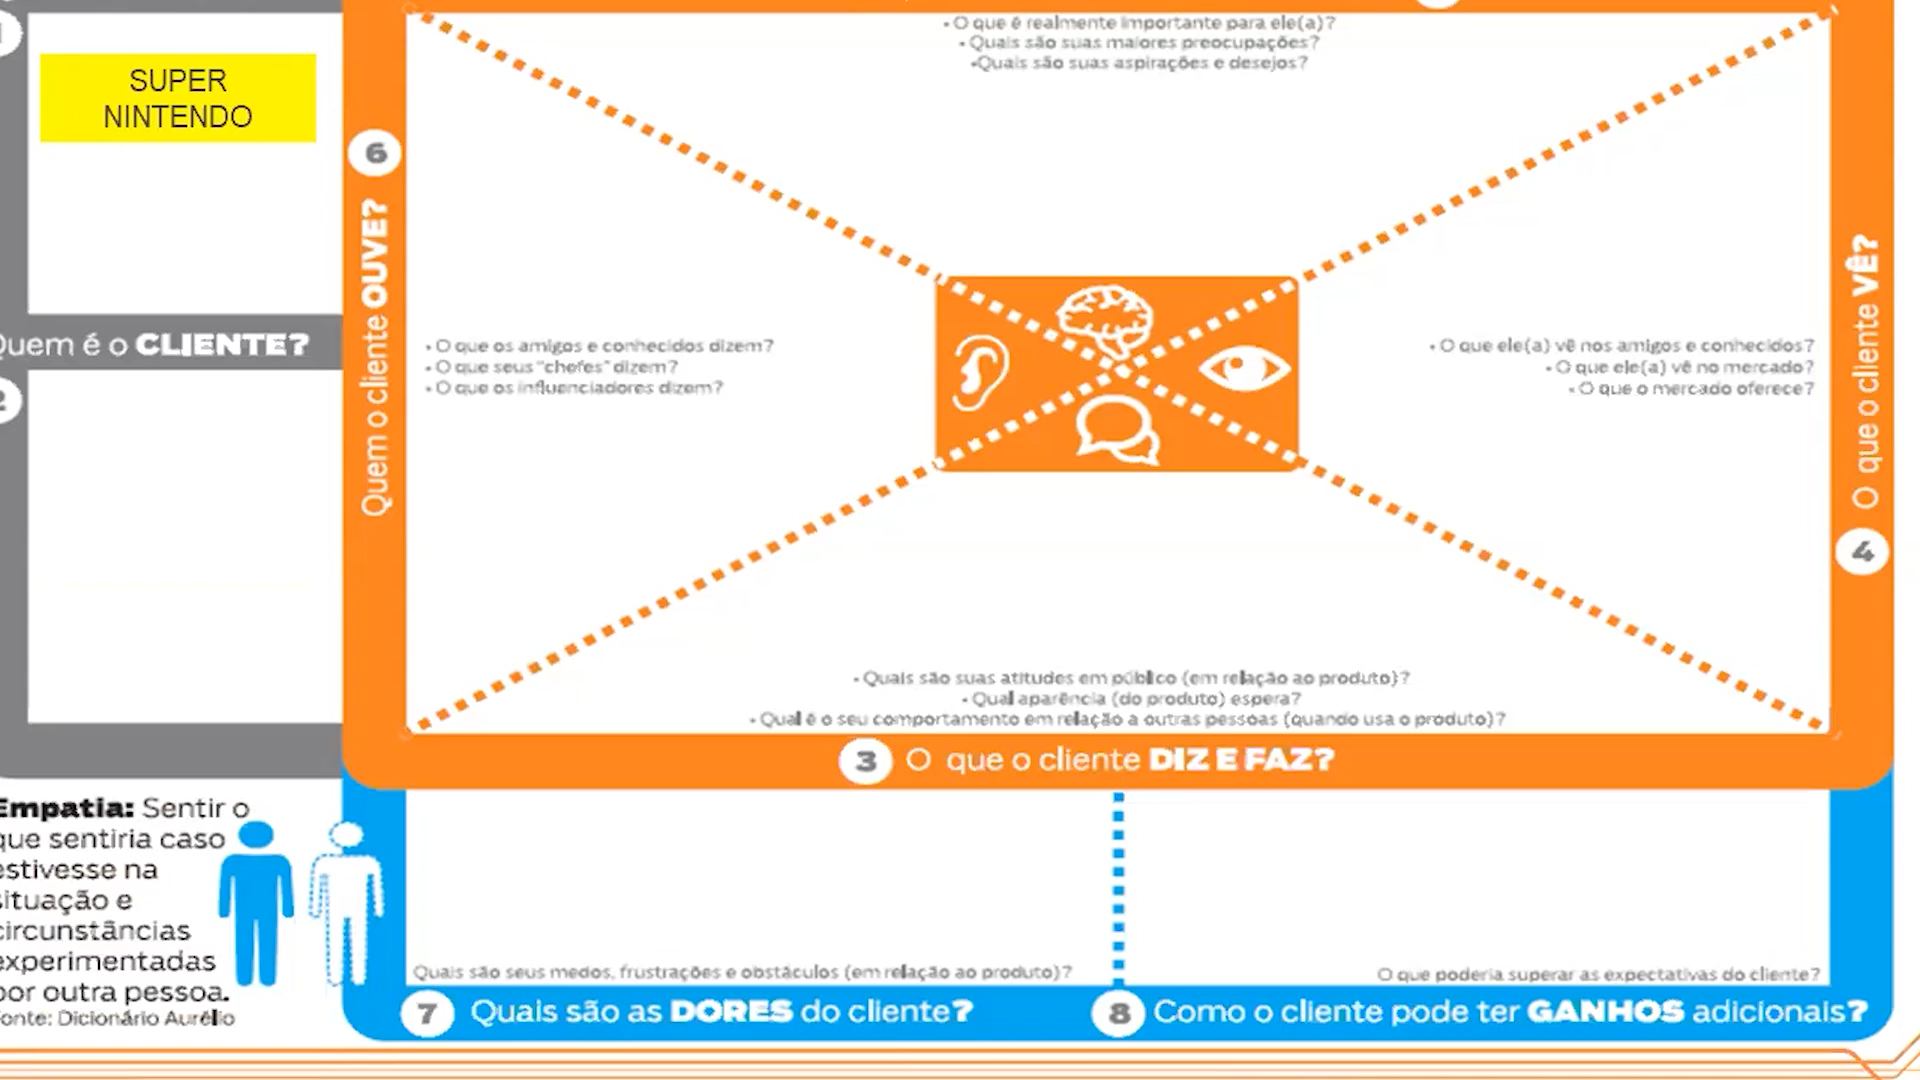 1
SUPER
NINTENDO
Quem é o CLIENTE?
2
Empatia: Sentir o
que sentiria caso
estivesse na
situação e
circunstâncias
experimentadas
por outra pessoa.
Fonte: Dicionário Aurélio
• O que é realmente importante para ele(a)?
• Quais são suas maiores preocupações?
•Quais são suas aspirações e desejos?
6
Quem o cliente OUVE?
• O que os amigos e conhecidos dizem?
• O que seus "chefes" dizem?
• O que os influenciadores dizem?
• O que ele(a) vê nos amigos e conhecidos?
• O que ele(a) vê no mercado?
• O que o mercado oferece?
O que o cliente VÊ?
4
• Quais são suas atitudes em público (em relação ao produto)?
• Qual aparência (do produto) espera?
• Qual é o seu comportamento em relação a outras pessoas (quando usa o produto)?
3 O que o cliente DIZ E FAZ?
Quais são seus medos, frustrações e obstáculos (em relação ao produto)?
7 Quais são as DORES do cliente?
O que poderia superar as expectativas do cliente?
8 Como o cliente pode ter GANHOS adicionais?